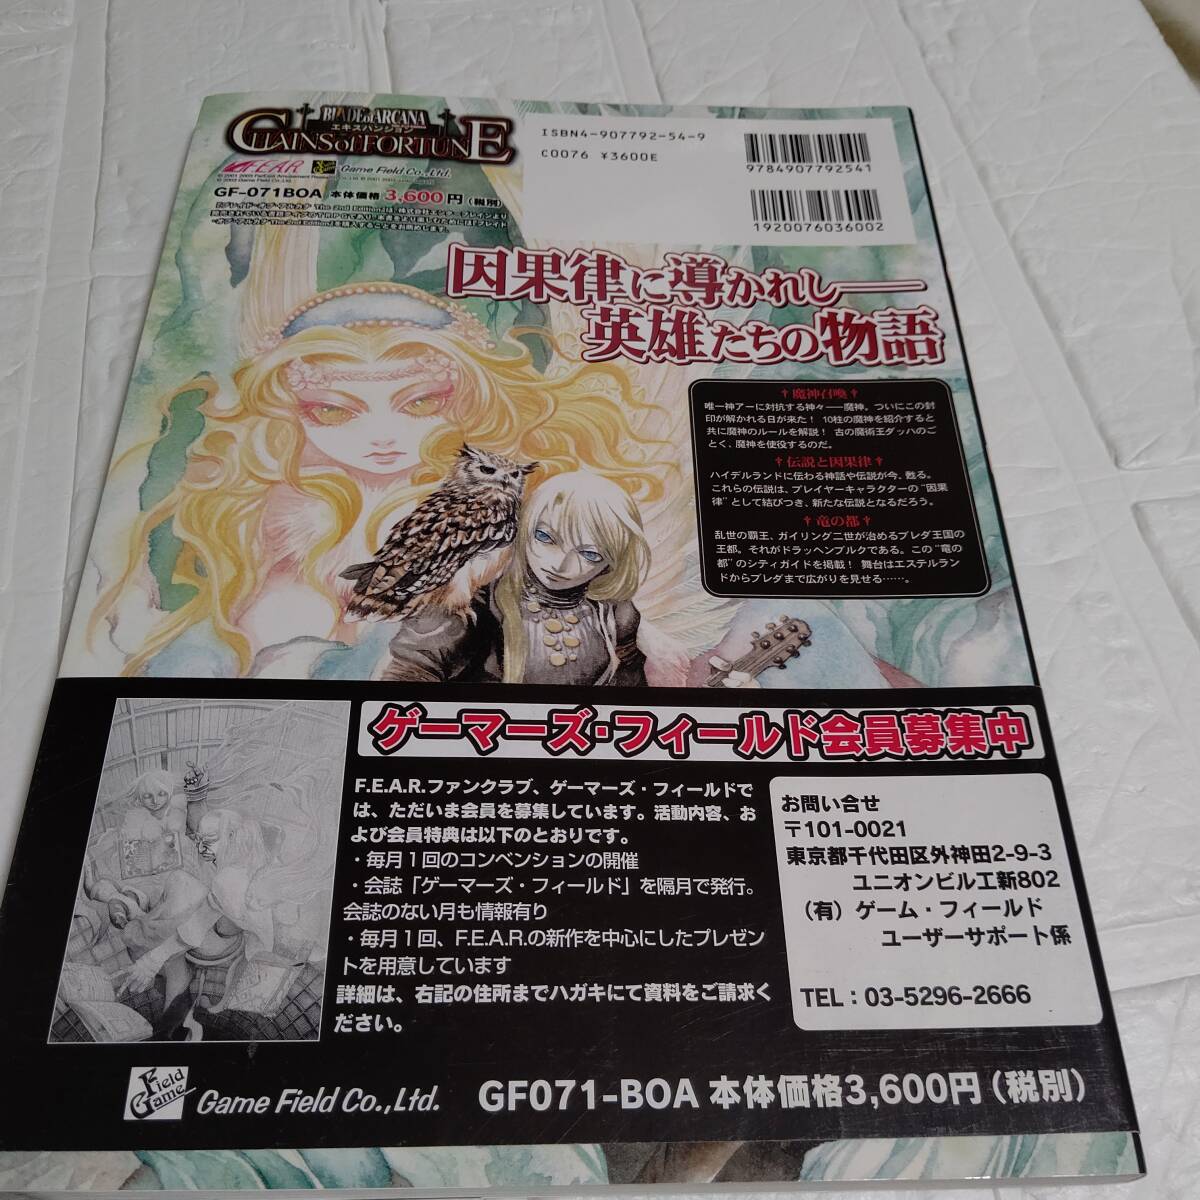 BLADE of ARCANA
エキスパンション
CHAINS of FORTUNE
F.E.A.R.
Game Field Co.,Ltd.
GF-071BOA 本体価格 3,600円(税別)
ISBN4-907792-54-9
C0076 ¥3600E
9784907792541
1920076036002
因果律に導かれし──
英雄たちの物語
✝魔神召喚✝
唯一神アーに対抗する神々──魔神。ついにこの封
印が解かれる日が来た! 10柱の魔神を紹介すると
共に魔神のルールを解説! 古の魔術王ダッハのご
とく、魔神を使役するのだ。
✝伝説と因果律✝
ハイデルランドに伝わる神話や伝説が今、甦る。
これらの伝説は、プレイヤーキャラクターの“因果
律”として結びつき、新たな伝説となるだろう。
✝竜の都✝
乱世の覇王、ガイリング二世が治めるブレダ王国の
王都。それがドラッヘンブルクである。この“竜の
都”のシティガイドを掲載! 舞台はエステルラン
ドからブレダまで広がりを見せる……。
ゲーマーズ・フィールド会員募集中
F.E.A.R.ファンクラブ、ゲーマーズ・フィールドで
は、ただいま会員を募集しています。活動内容、お
よび会員特典は以下のとおりです。
・毎月1回のコンベンションの開催
・会誌「ゲーマーズ・フィールド」を隔月で発行。
会誌のない月も情報有り
・毎月1回、F.E.A.R.の新作を中心にしたプレゼン
トを用意しています
詳細は、右記の住所までハガキにて資料をご請求く
ださい。
お問い合せ
〒101-0021
東京都千代田区外神田2-9-3
ユニオンビル工新802
(有)ゲーム・フィールド
ユーザーサポート係
TEL:03-5296-2666
Field
Game
Game Field Co.,Ltd.
GF071-BOA 本体価格3,600円(税別)